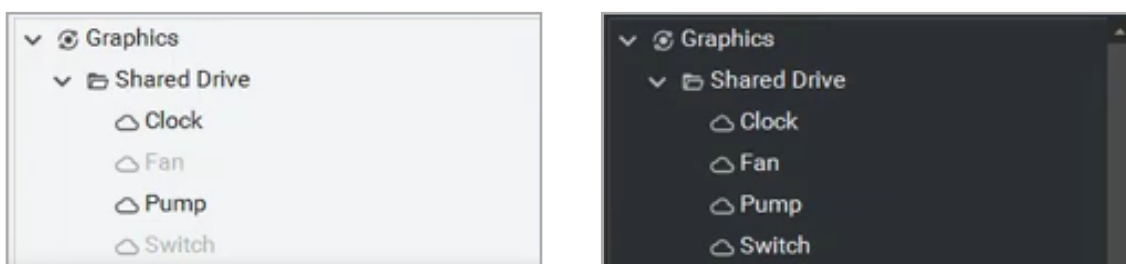 Graphics
Shared Drive
Clock
Fan
Pump
Switch
Graphics
Shared Drive
Clock
Fan
Pump
Switch